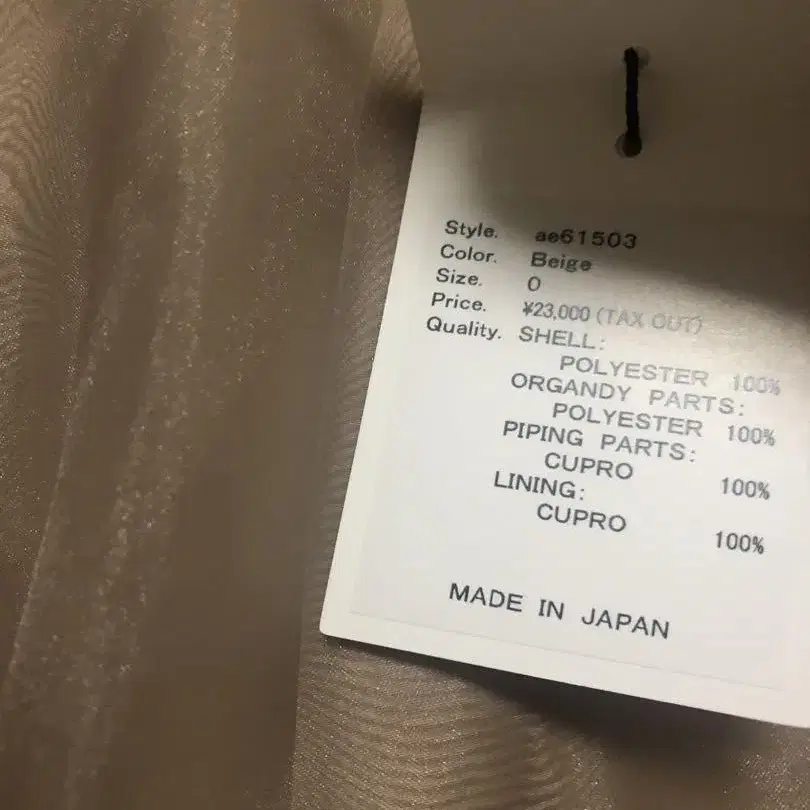 Style. ae61503
Color. Beige
Size. 0
Price. ¥23,000 (TAX OUT)
Quality. SHELL:
POLYESTER 100%
ORGANDY PARTS:
POLYESTER 100%
PIPING PARTS:
CUPRO 100%
LINING:
CUPRO 100%
MADE IN JAPAN